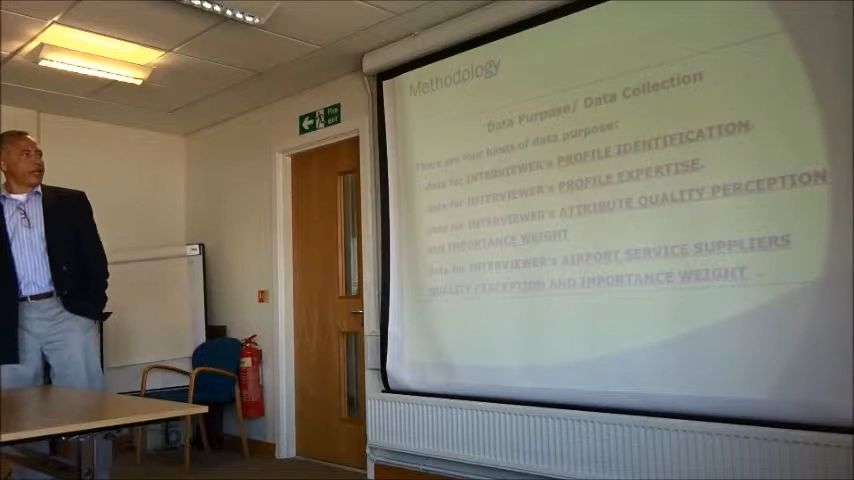 Fire
exit
Methodology
Data Purpose/ DATA Collection
There are four kinds of data purpose:
data for INTERVIEWER'S PROFILE IDENTIFICATION
data for INTERVIEWER'S PROFILE EXPERTISE
data for INTERVIEWER'S ATTRIBUTE QUALITY PERCEPTION
AND IMPORTANCE WEIGHT
data for INTERVIEWER'S AIRPORT SERVICE SUPPLIERS
QUALITY PERCEPTION AND IMPORTANCE WEIGHT